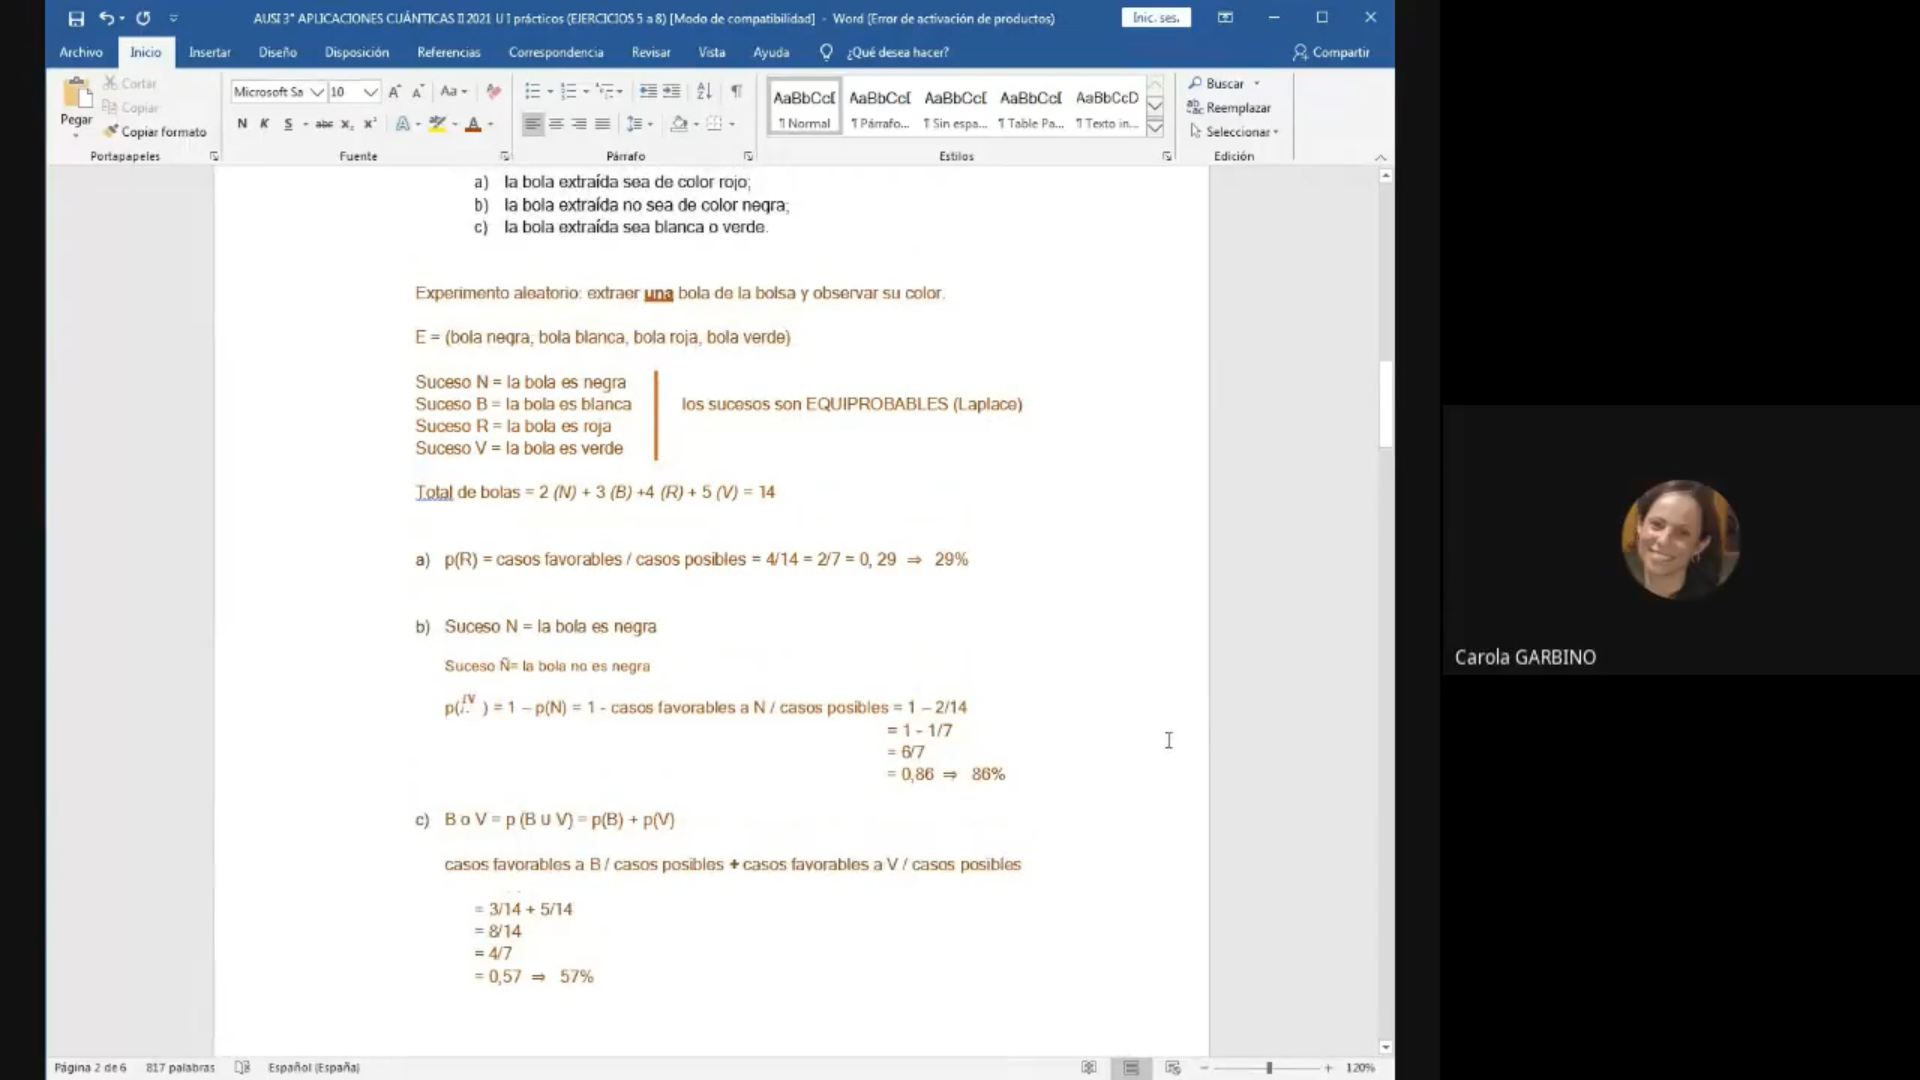 AUSI 3° APLICACIONES CUÁNTICAS II 2021 U I prácticos (EJERCICIOS 5 a 8) [Modo de compatibilidad] - Word (Error de activación de productos)
Inic. ses.
Archivo Inicio Insertar Diseño Disposición Referencias Correspondencia Revisar Vista Ayuda ¿Qué desea hacer? Compartir
Pegar
Cortar
Copiar
Copiar formato
Portapapeles
Microsoft Sa 10
Aa
N K S abc X₂ X²
Fuente
Párrafo
AaBbCcI AaBbCcI AaBbCcI AaBbCcI AaBbCcD
¶ Normal ¶ Párrafo... ¶ Sin espa... ¶ Table Pa... ¶ Texto in...
Estilos
Buscar
Reemplazar
Seleccionar
Edición
a) la bola extraída sea de color rojo;
b) la bola extraída no sea de color negra;
c) la bola extraída sea blanca o verde.
Experimento aleatorio: extraer una bola de la bolsa y observar su color.
E = (bola negra, bola blanca, bola roja, bola verde)
Suceso N = la bola es negra
Suceso B = la bola es blanca
Suceso R = la bola es roja
Suceso V = la bola es verde
los sucesos son EQUIPROBABLES (Laplace)
Total de bolas = 2 (N) + 3 (B) +4 (R) + 5 (V) = 14
a) p(R) = casos favorables / casos posibles = 4/14 = 2/7 = 0, 29 ⇒ 29%
b) Suceso N = la bola es negra
Suceso Ñ= la bola no es negra
p( ) = 1 – p(N) = 1 - casos favorables a N / casos posibles = 1 – 2/14
= 1 - 1/7
= 6/7
= 0,86 ⇒ 86%
c) B o V = p (B U V) = p(B) + p(V)
casos favorables a B / casos posibles + casos favorables a V / casos posibles
= 3/14 + 5/14
= 8/14
= 4/7
= 0,57 ⇒ 57%
Carola GARBINO
Página 2 de 6 817 palabras Español (España) 120%